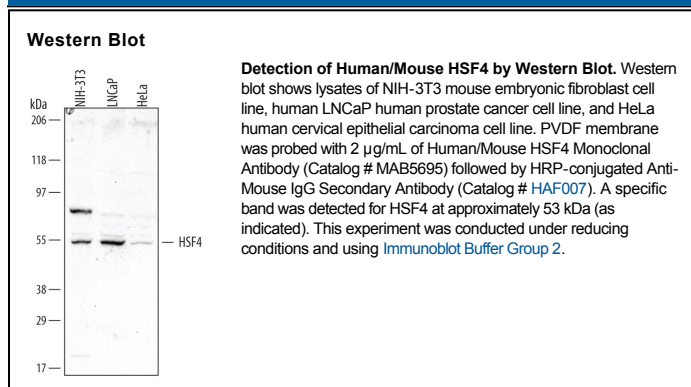 Western Blot
Detection of Human/Mouse HSF4 by Western Blot. Western
blot shows lysates of NIH-3T3 mouse embryonic fibroblast cell
line, human LNCaP human prostate cancer cell line, and HeLa
human cervical epithelial carcinoma cell line. PVDF membrane
was probed with 2 µg/mL of Human/Mouse HSF4 Monoclonal
Antibody (Catalog # MAB5695) followed by HRP-conjugated Anti-
Mouse IgG Secondary Antibody (Catalog # HAF007). A specific
band was detected for HSF4 at approximately 53 kDa (as
indicated). This experiment was conducted under reducing
conditions and using Immunoblot Buffer Group 2.
NIH-3T3
LNCaP
HeLa
kDa
206
118
97
55
HSF4
38
29
17